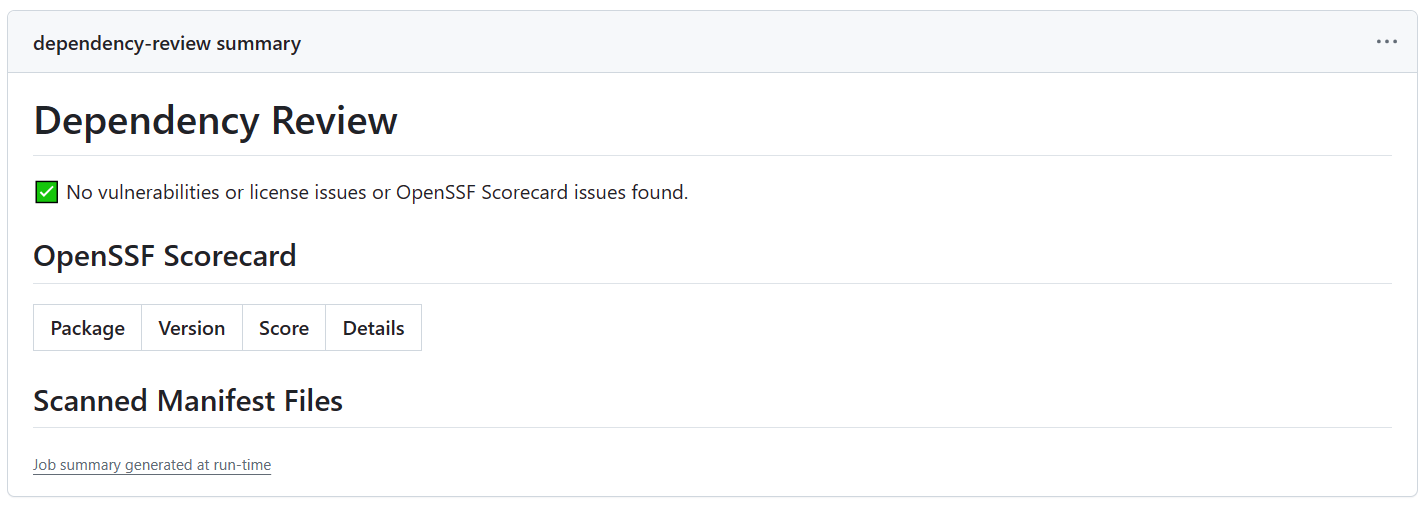 dependency-review summary
Dependency Review
✅ No vulnerabilities or license issues or OpenSSF Scorecard issues found.
OpenSSF Scorecard
Package Version Score Details
Scanned Manifest Files
Job summary generated at run-time